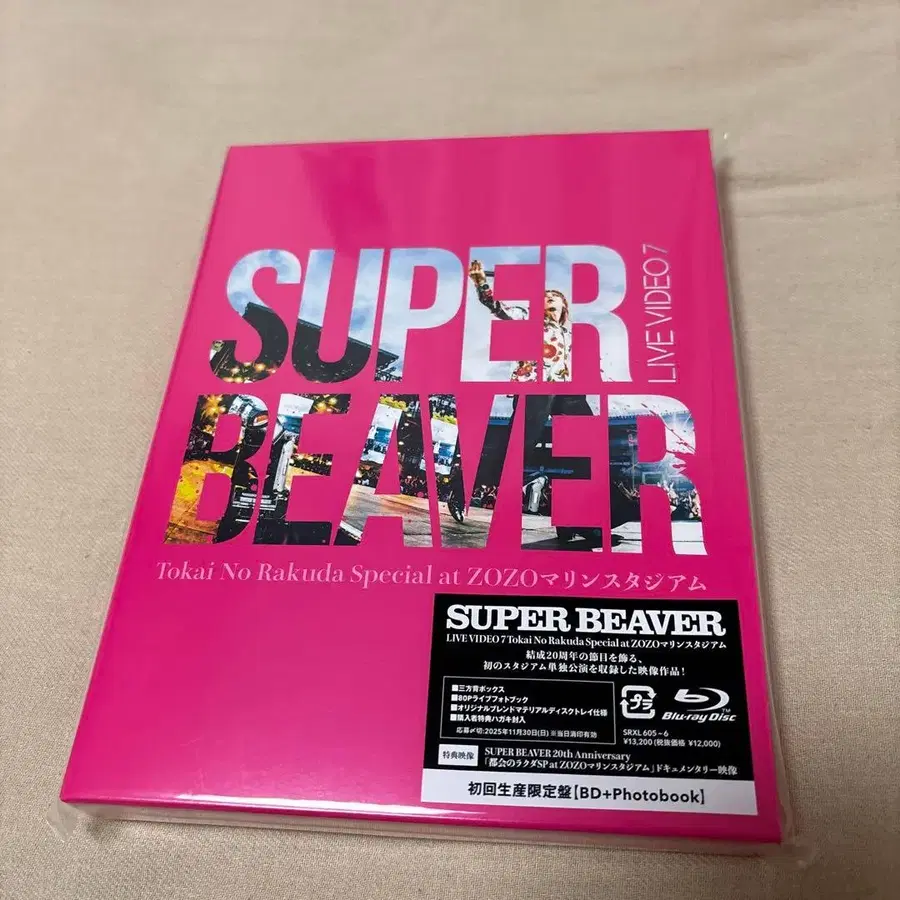 SUPER
BEAVER
LIVE VIDEO 7
Tokai No Rakuda Special at ZOZOマリンスタジアム
SUPER BEAVER
LIVE VIDEO 7 Tokai No Rakuda Special at ZOZOマリンスタジアム
結成20周年の節目を飾る、
初のスタジアム単独公演を収録した映像作品!
■三方背ボックス
■80Pライブフォトブック
■オリジナルブレンドマテリアルディスクトレイ仕様
■購入者特典ハガキ封入
応募〆切:2025年11月30日(日)※当日消印有効
プラ
Blu-ray Disc
TM
SRXL 605~6
¥13,200(税抜価格 ¥12,000)
特典映像
SUPER BEAVER 20th Anniversary
「都会のラクダSP at ZOZOマリンスタジアム」ドキュメンタリー映像
初回生産限定盤【BD+Photobook】